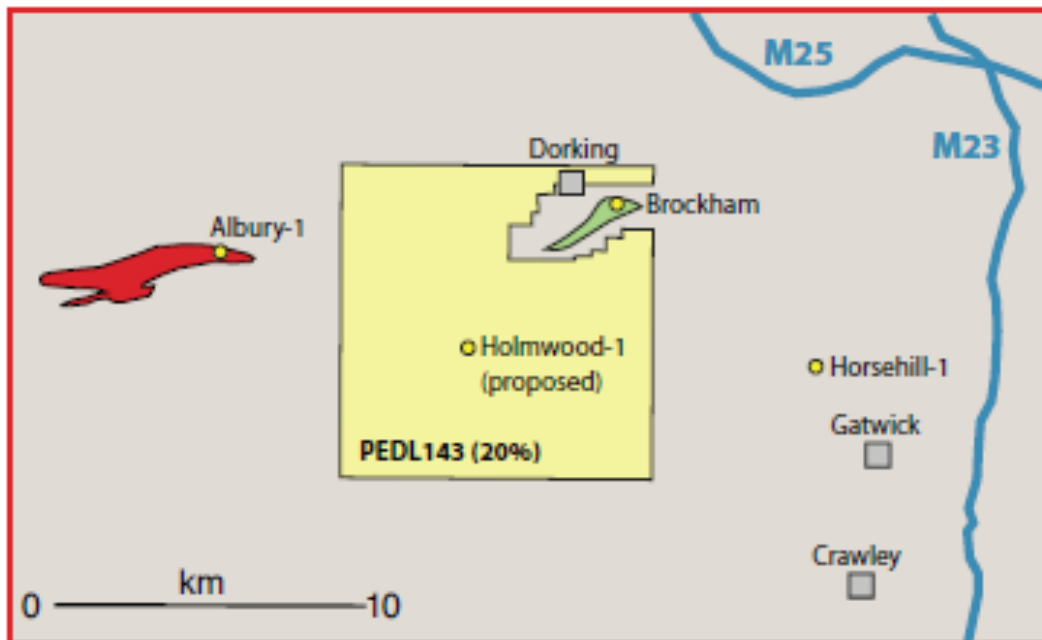 M25
M23
Dorking
Brockham
Albury-1
Holmwood-1
(proposed)
Horsehill-1
Gatwick
PEDL143 (20%)
Crawley
km
0 10